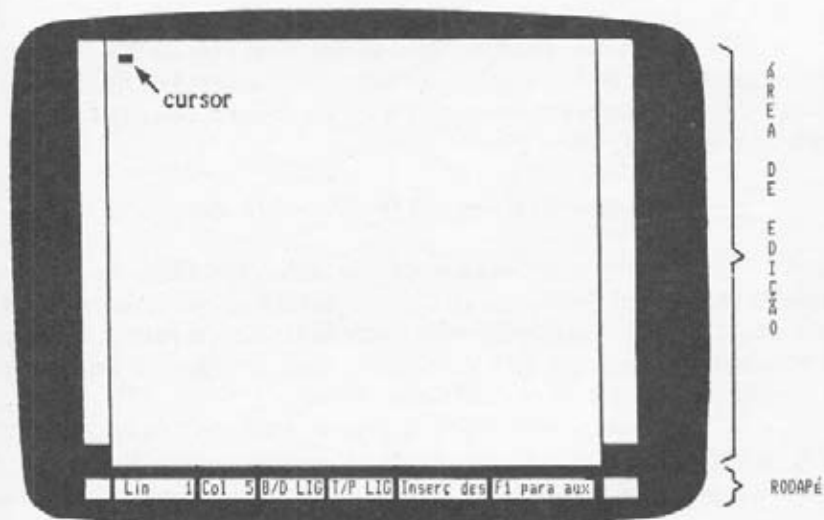 cursor
ÁREA DE EDIÇÃO
Lin 1 Col 5 B/D LIG T/P LIG Inserç des F1 para aux
RODAPÉ